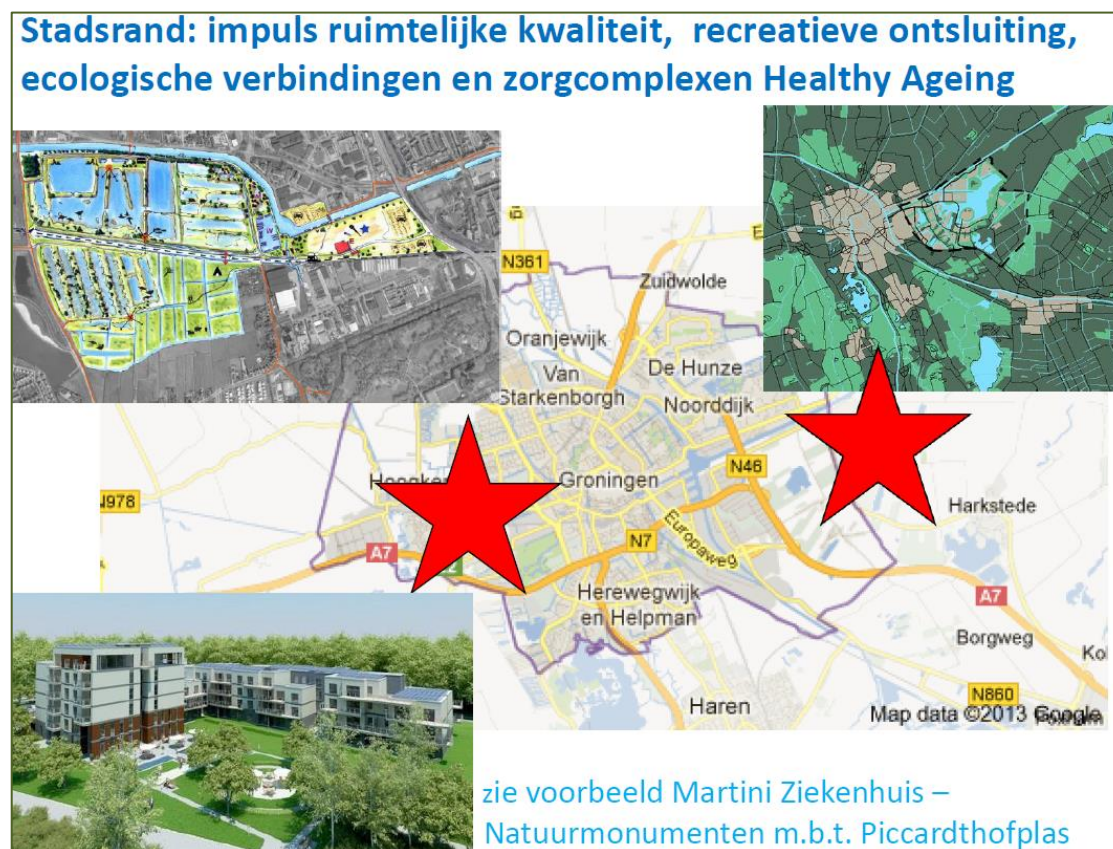 Stadsrand: impuls ruimtelijke kwaliteit, recreatieve ontsluiting,
ecologische verbindingen en zorgcomplexen Healthy Ageing
N361
Zuidwolde
Oranjewijk
De Hunze
Van
Starkenborgh
Noorddijk
Groningen
N46
N978
Harkstede
N7
Europaweg
A7
Herewegwijk
en Helpman
A7
Borgweg
N860
Haren
Map data ©2013 Google
zie voorbeeld Martini Ziekenhuis –
Natuurmonumenten m.b.t. Piccardthofplas